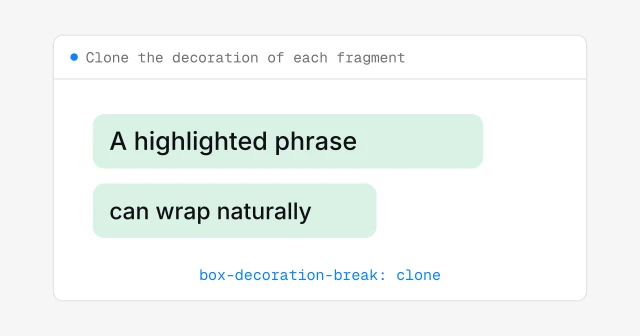 Clone the decoration of each fragment
A highlighted phrase
can wrap naturally
box-decoration-break: clone